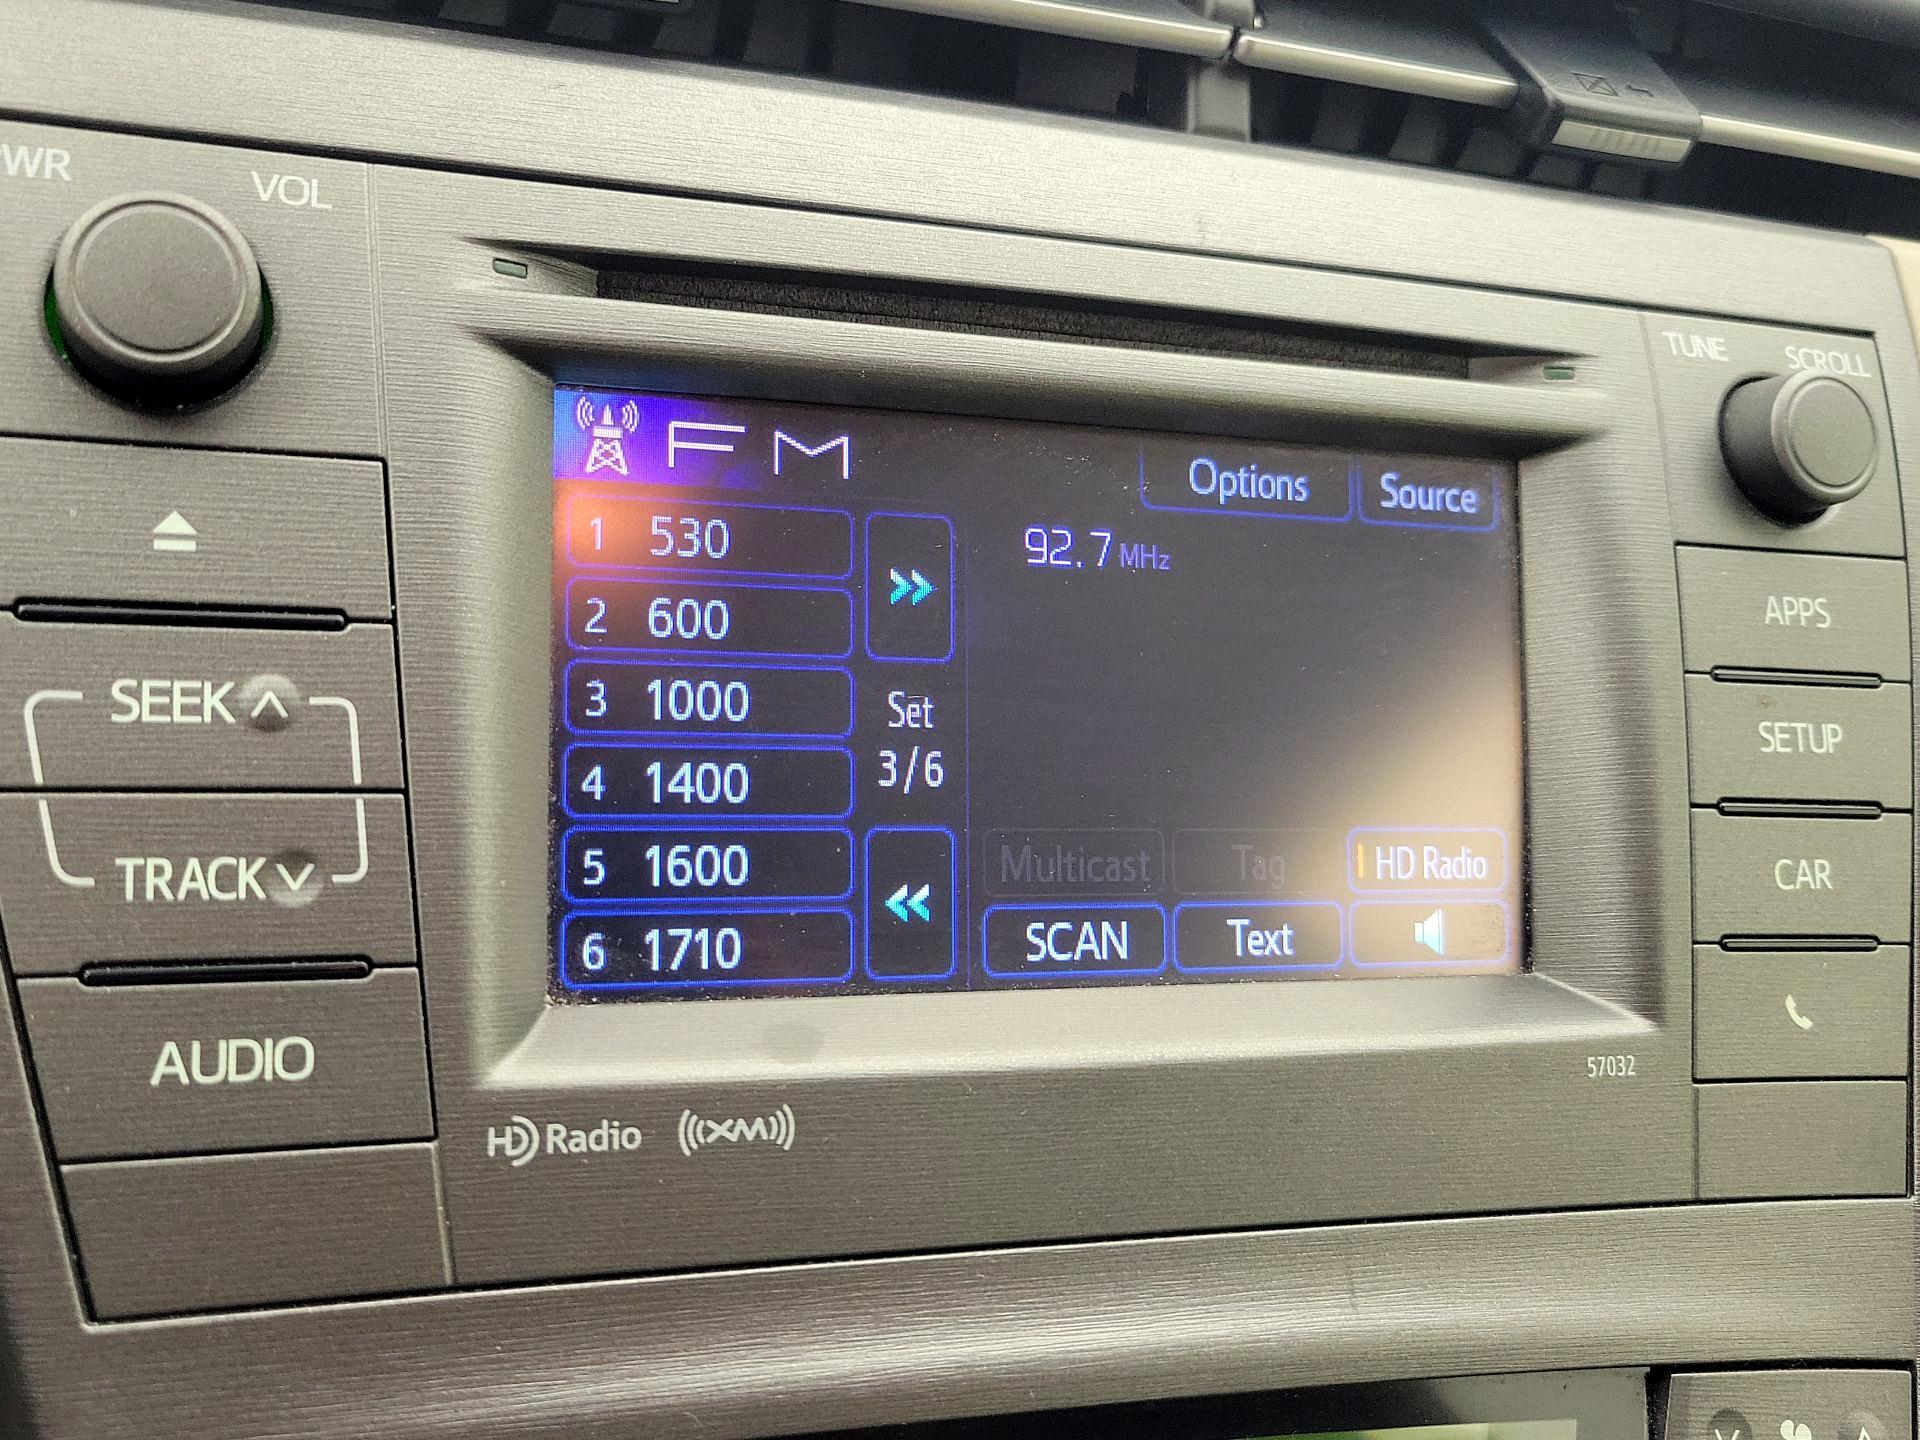 WR
VOL
TUNE
SCROLL
FM
Options
Source
1 530
92.7 MHz
2 600
3 1000
Set
3/6
4 1400
5 1600
6 1710
Multicast
Tag
HD Radio
SCAN
Text
SEEK
TRACK
AUDIO
APPS
SETUP
CAR
57032
HD Radio
((XM))